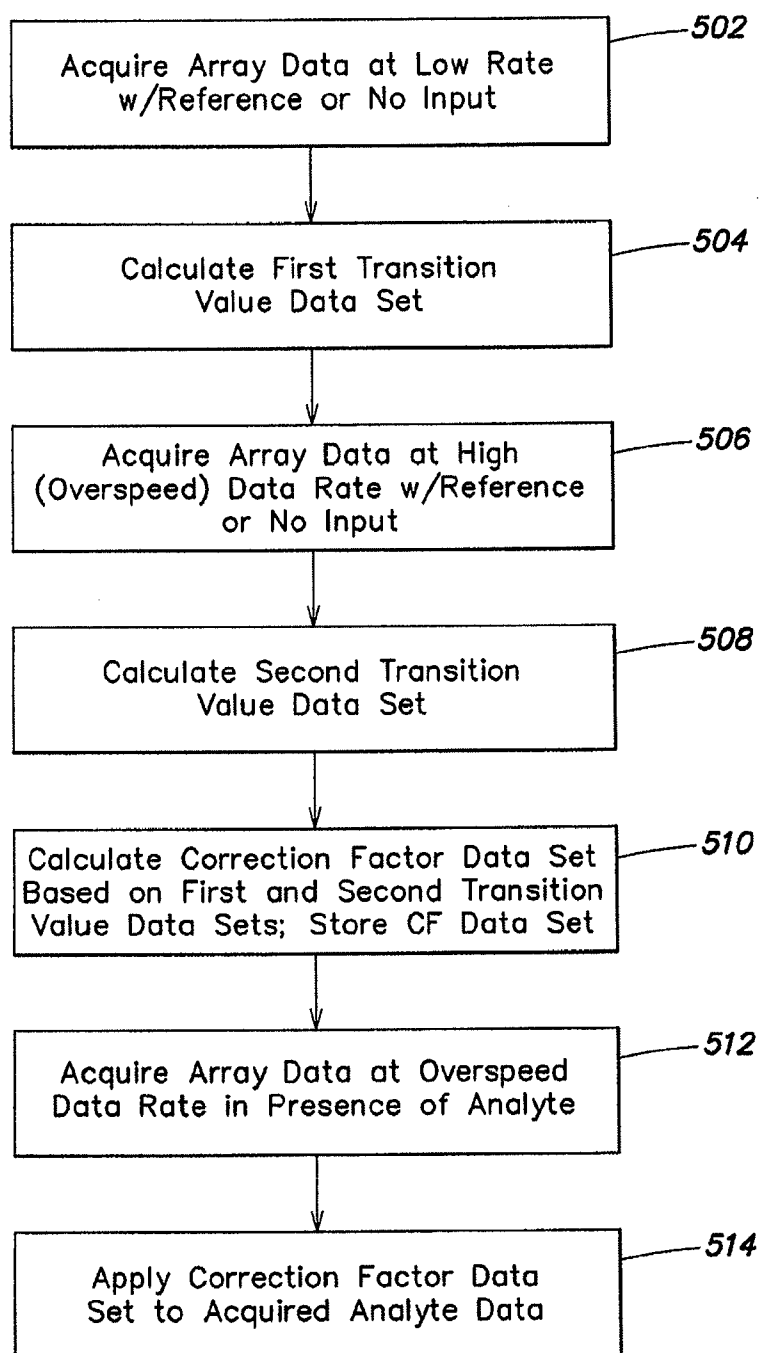 502
Acquire Array Data at Low Rate
w/Reference or No Input
504
Calculate First Transition
Value Data Set
506
Acquire Array Data at High
(Overspeed) Data Rate w/Reference
or No Input
508
Calculate Second Transition
Value Data Set
510
Calculate Correction Factor Data Set
Based on First and Second Transition
Value Data Sets; Store CF Data Set
512
Acquire Array Data at Overspeed
Data Rate in Presence of Analyte
514
Apply Correction Factor Data
Set to Acquired Analyte Data